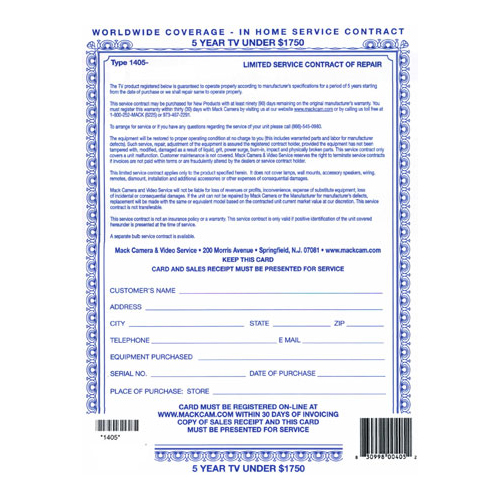 WORLDWIDE COVERAGE - IN HOME SERVICE CONTRACT
5 YEAR TV UNDER $1750
Type 1405- LIMITED SERVICE CONTRACT OF REPAIR
The TV product registered below is guaranteed to operate properly according to manufacturer's specifications for a period of 5 years starting
from the date of purchase or we shall repair same to operate properly.
This service contract may be purchased for New Products with at least ninety (90) days remaining on the original manufacturer's warranty. You
must register this warranty within thirty (30) days with Mack Camera by visiting us at our website www.mackcam.com or by calling us toll free at
1-800-252-MACK (6225) or 973-467-2291.
To arrange for service or if you have any questions regarding the service of your unit please call (866)-545-0980.
The equipment will be restored to proper operating condition at no charge to you (this includes warranted parts and labor for manufacturer
defects). Such service, repair, adjustment of the equipment is assured the registered contract holder, provided the equipment has not been
tampered with, modified, damaged as a result of liquid, grit, power surge, burn-in, impact and physically broken parts. This service contract only
covers a unit malfunction. Customer maintenance is not covered. Mack Camera & Video Service reserves the right to terminate service contracts
if invoices are not paid within terms or are fraudulently altered by the dealers or service contract holder.
This limited service contract applies only to the product specified herein. It does not cover lamps, wall mounts, accessory speakers, wiring,
remotes, dismount, installation and additional accessories or other expenses of consequential damages.
Mack Camera and Video Service will not be liable for loss of revenues or profits, inconvenience, expense of substitute equipment, loss
of incidental or consequential damages. If the unit can not be repaired by Mack Camera or the Manufacturer for manufacturer's defects,
replacement will be made with the same or equivalent model based on the contracted unit current market value at our discretion. This service
contract is not transferable.
This service contract is not an insurance policy or a warranty. This service contract is only valid if positive identification of the unit covered
hereunder is presented at the time of service.
A separate bulb service contract is available.
Mack Camera & Video Service • 200 Morris Avenue • Springfield, N.J. 07081 • www.mackcam.com
KEEP THIS CARD
CARD AND SALES RECEIPT MUST BE PRESENTED FOR SERVICE
CUSTOMER'S NAME
ADDRESS
CITY STATE ZIP
TELEPHONE E MAIL
EQUIPMENT PURCHASED
SERIAL NO. DATE OF PURCHASE
PLACE OF PURCHASE: STORE
CARD MUST BE REGISTERED ON-LINE AT
WWW.MACKCAM.COM WITHIN 30 DAYS OF INVOICING
COPY OF SALES RECEIPT AND THIS CARD
MUST BE PRESENTED FOR SERVICE
*1405*
8 30998 00405 2
5 YEAR TV UNDER $1750